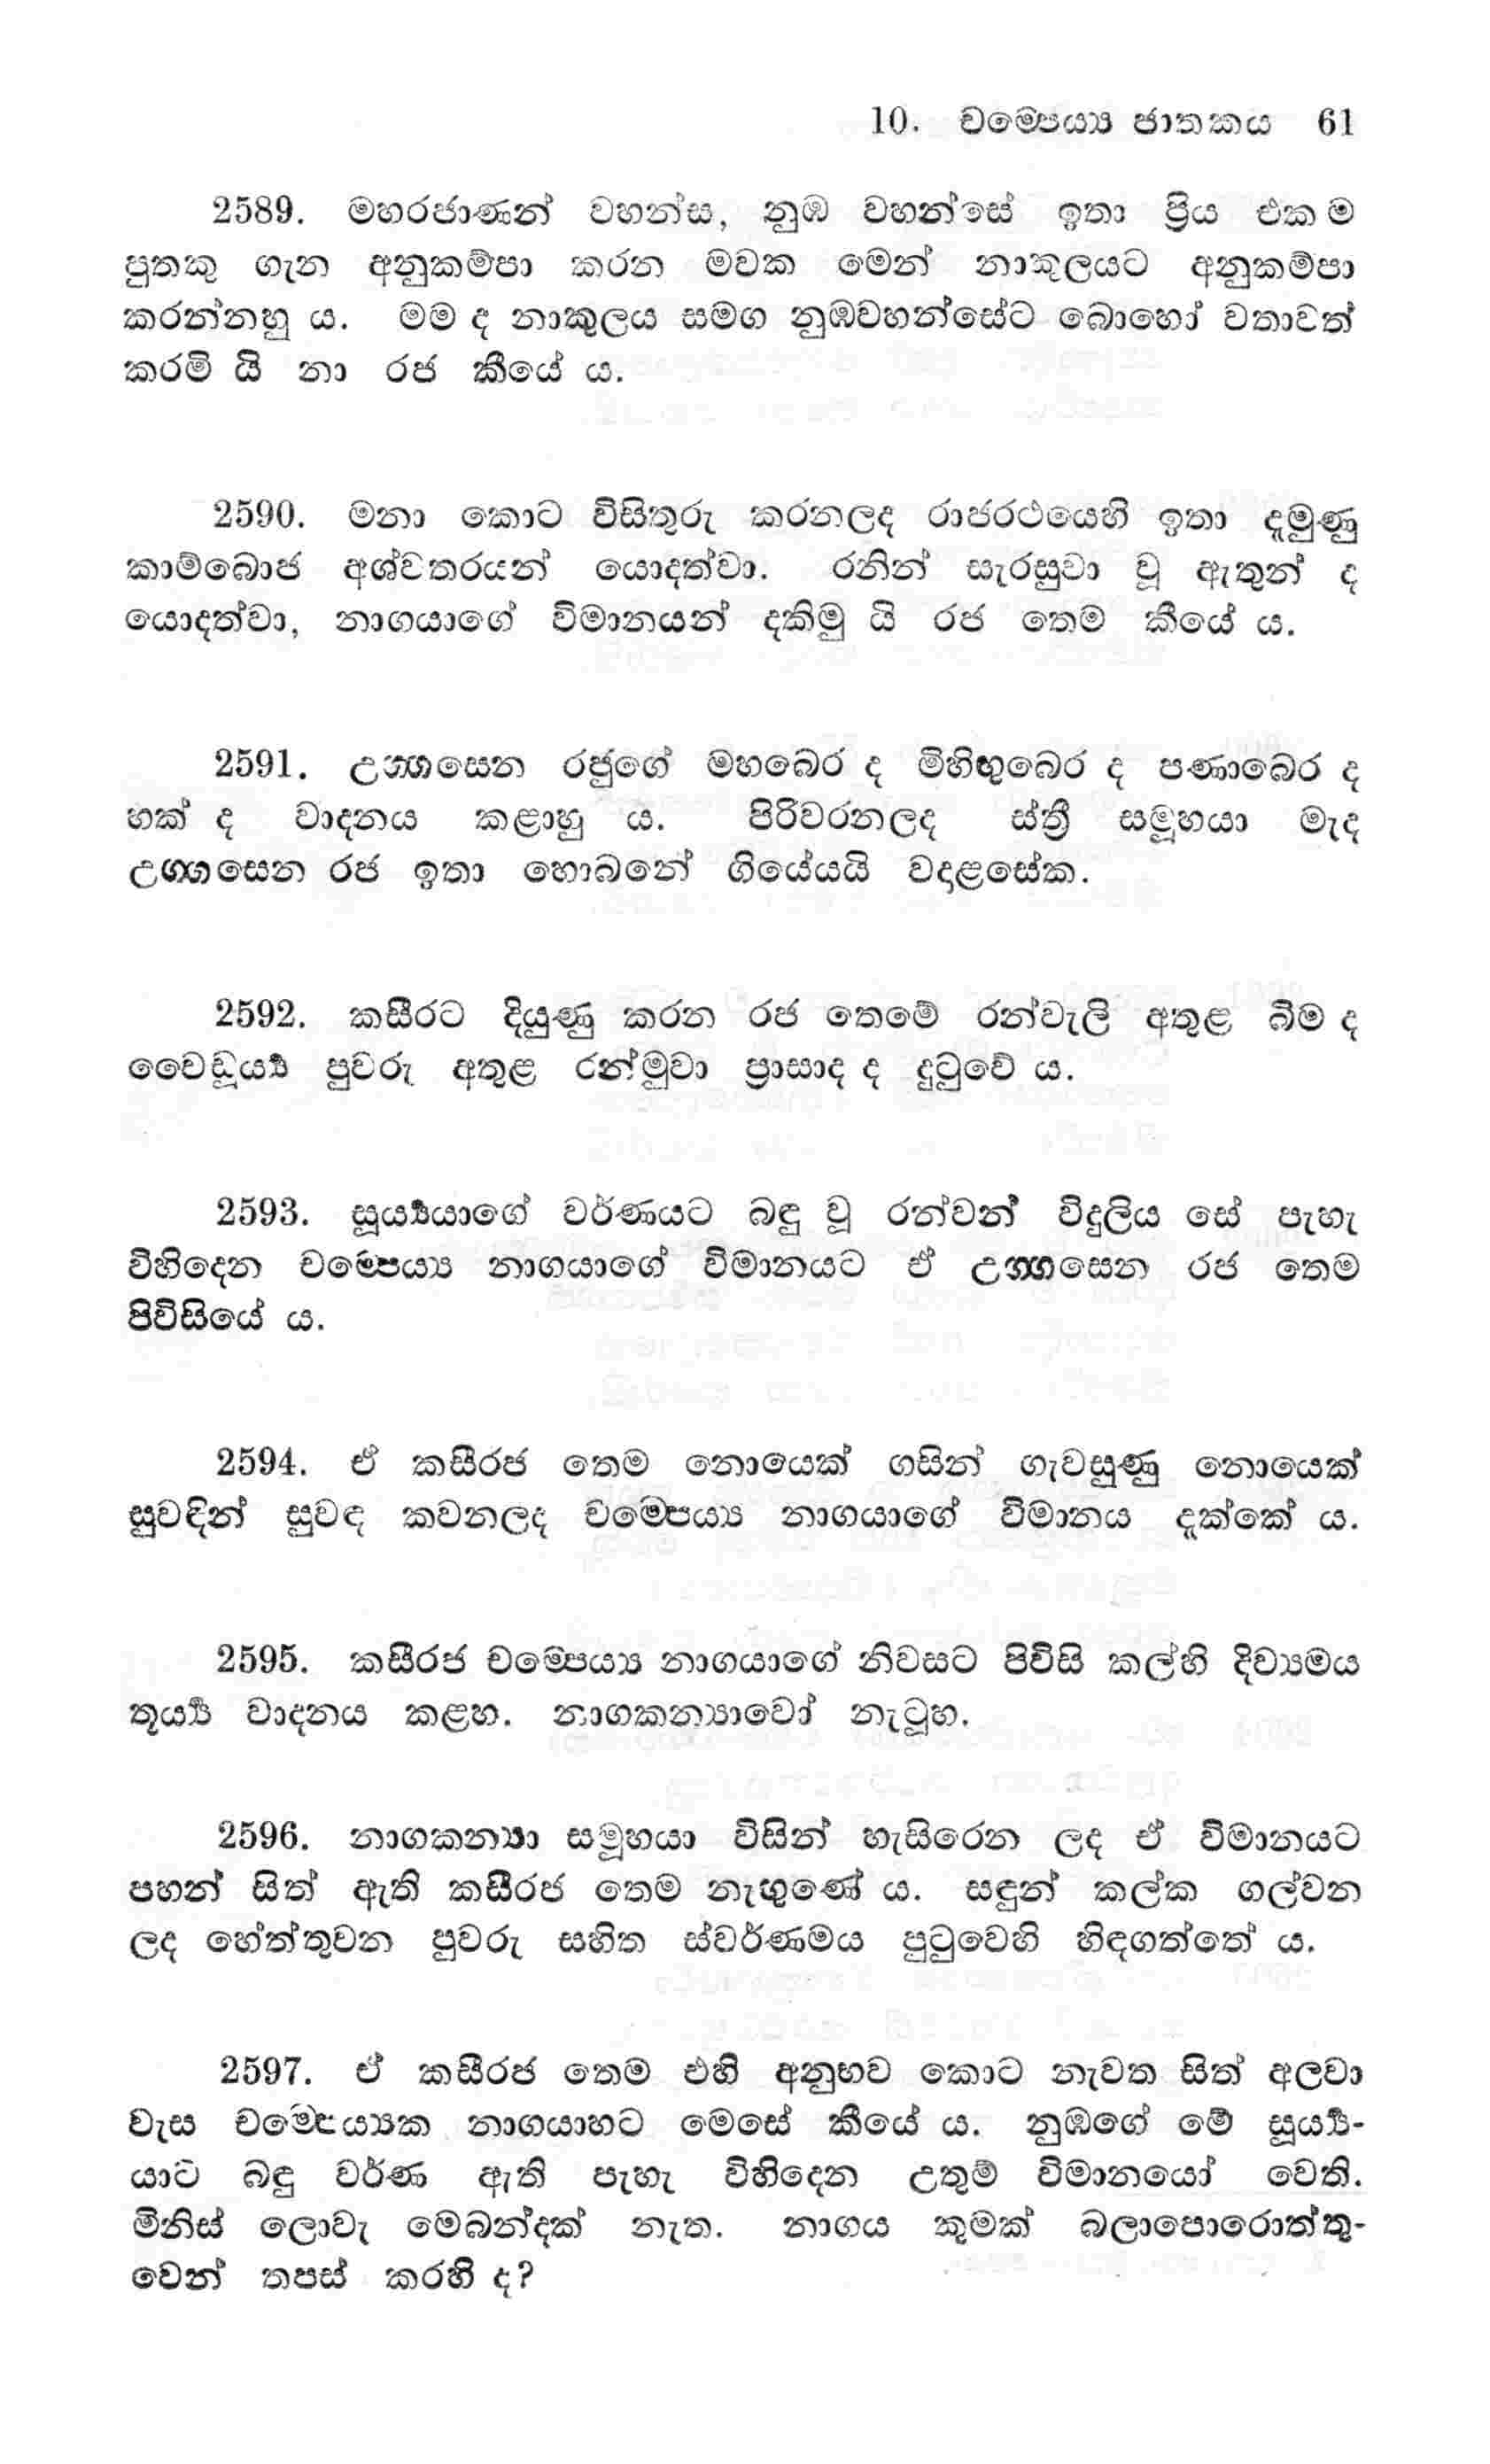 10. චම්පෙය්‍ය ජාතකය 61
2589. මහරජාණන් වහන්ස, නුඹ වහන්සේ ඉතා ප්‍රිය එකම
පුතකු ගැන අනුකම්පා කරන මවක මෙන් නාකුලයට අනුකම්පා
කරන්නහු ය. මම ද නාකුලය සමග නුඹවහන්සේට බොහෝ වතාවත්
කරමි යි නා රජ කීයේ ය.
2590. මනා කොට විසිතුරු කරනලද රාජරථයෙහි ඉතා දැමුණු
කාම්බොජ අශ්වතරයන් යොදත්වා. රනින් සැරසුවා වූ ඇතුන් ද
යොදත්වා, නාගයාගේ විමානයන් දකිමු යි රජ තෙම කීයේ ය.
2591. උග්ගසෙන රජුගේ මහබෙර ද මිහිඟුබෙර ද පණාබෙර ද
හක් ද වාදනය කළාහු ය. පිරිවරනලද ස්ත්‍රී සමූහයා මැද
උග්ගසෙන රජ ඉතා හොබනේ ගියේයයි වදාළසේක.
2592. කසීරට දියුණු කරන රජ තෙමේ රන්වැලි අතුළ බිම ද
වෛඩූර්‍ය්‍ය පුවරු අතුළ රන්මුවා ප්‍රාසාද ද දුටුවේ ය.
2593. සූර්‍ය්‍යයාගේ වර්ණයට බඳු වූ රන්වන් විදුලිය සේ පැහැ
විහිදෙන චම්පෙය්‍ය නාගයාගේ විමානයට ඒ උග්ගසෙන රජ තෙම
පිවිසියේ ය.
2594. ඒ කසීරජ තෙම නොයෙක් ගසින් ගැවසුණු නොයෙක්
සුවඳින් සුවඳ කවනලද චම්පෙය්‍ය නාගයාගේ විමානය දැක්කේ ය.
2595. කසීරජ චම්පෙය්‍ය නාගයාගේ නිවසට පිවිසි කල්හි දිව්‍යමය
තූර්‍ය්‍ය වාදනය කළහ. නාගකන්‍යාවෝ නැටූහ.
2596. නාගකන්‍යා සමූහයා විසින් හැසිරෙන ලද ඒ විමානයට
පහන් සිත් ඇති කසීරජ තෙම නැඟුණේ ය. සඳුන් කල්ක ගල්වන
ලද හේත්තුවන පුවරු සහිත ස්වර්ණමය පුටුවෙහි හිඳගත්තේ ය.
2597. ඒ කසීරජ තෙම එහි අනුභව කොට නැවත සිත් අලවා
වැස චම්පෙය්‍යක නාගයාහට මෙසේ කීයේ ය. නුඹගේ මේ සූර්‍ය්‍ය-
යාට බඳු වර්ණ ඇති පැහැ විහිදෙන උතුම් විමානයෝ වෙති.
මිනිස් ලොවැ මෙබන්දක් නැත. නාගය කුමක් බලාපොරොත්තු-
වෙන් තපස් කරහි ද?